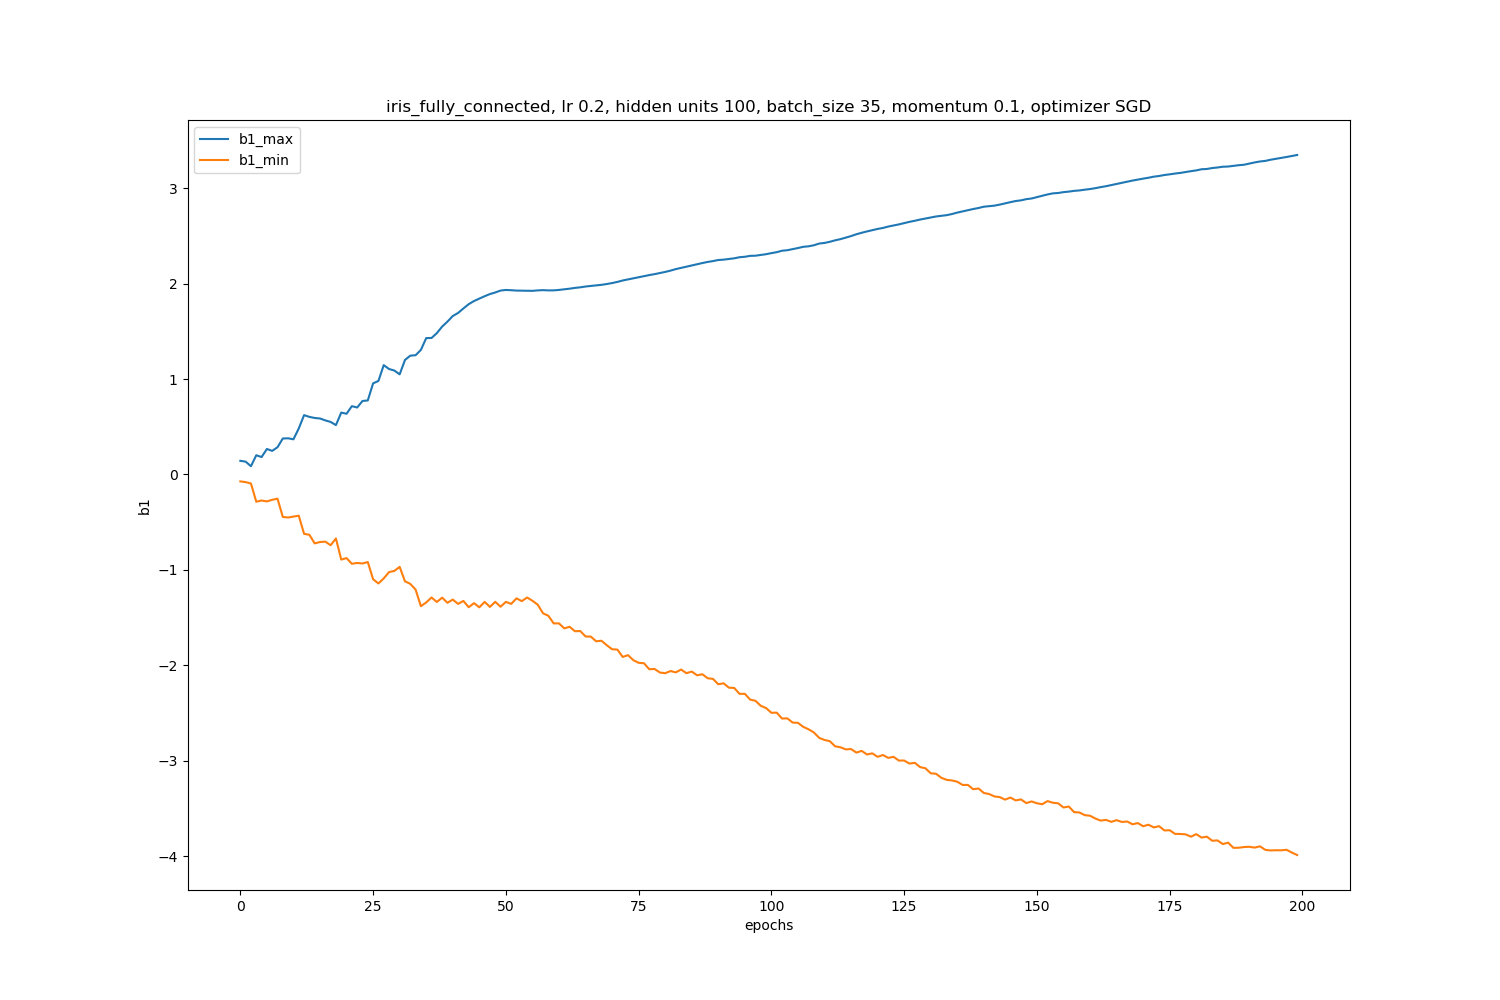 iris_fully_connected, lr 0.2, hidden units 100, batch_size 35, momentum 0.1, optimizer SGD
b1_max
b1_min
3
2
1
0
−1
−2
−3
−4
b1
0 25 50 75 100 125 150 175 200
epochs